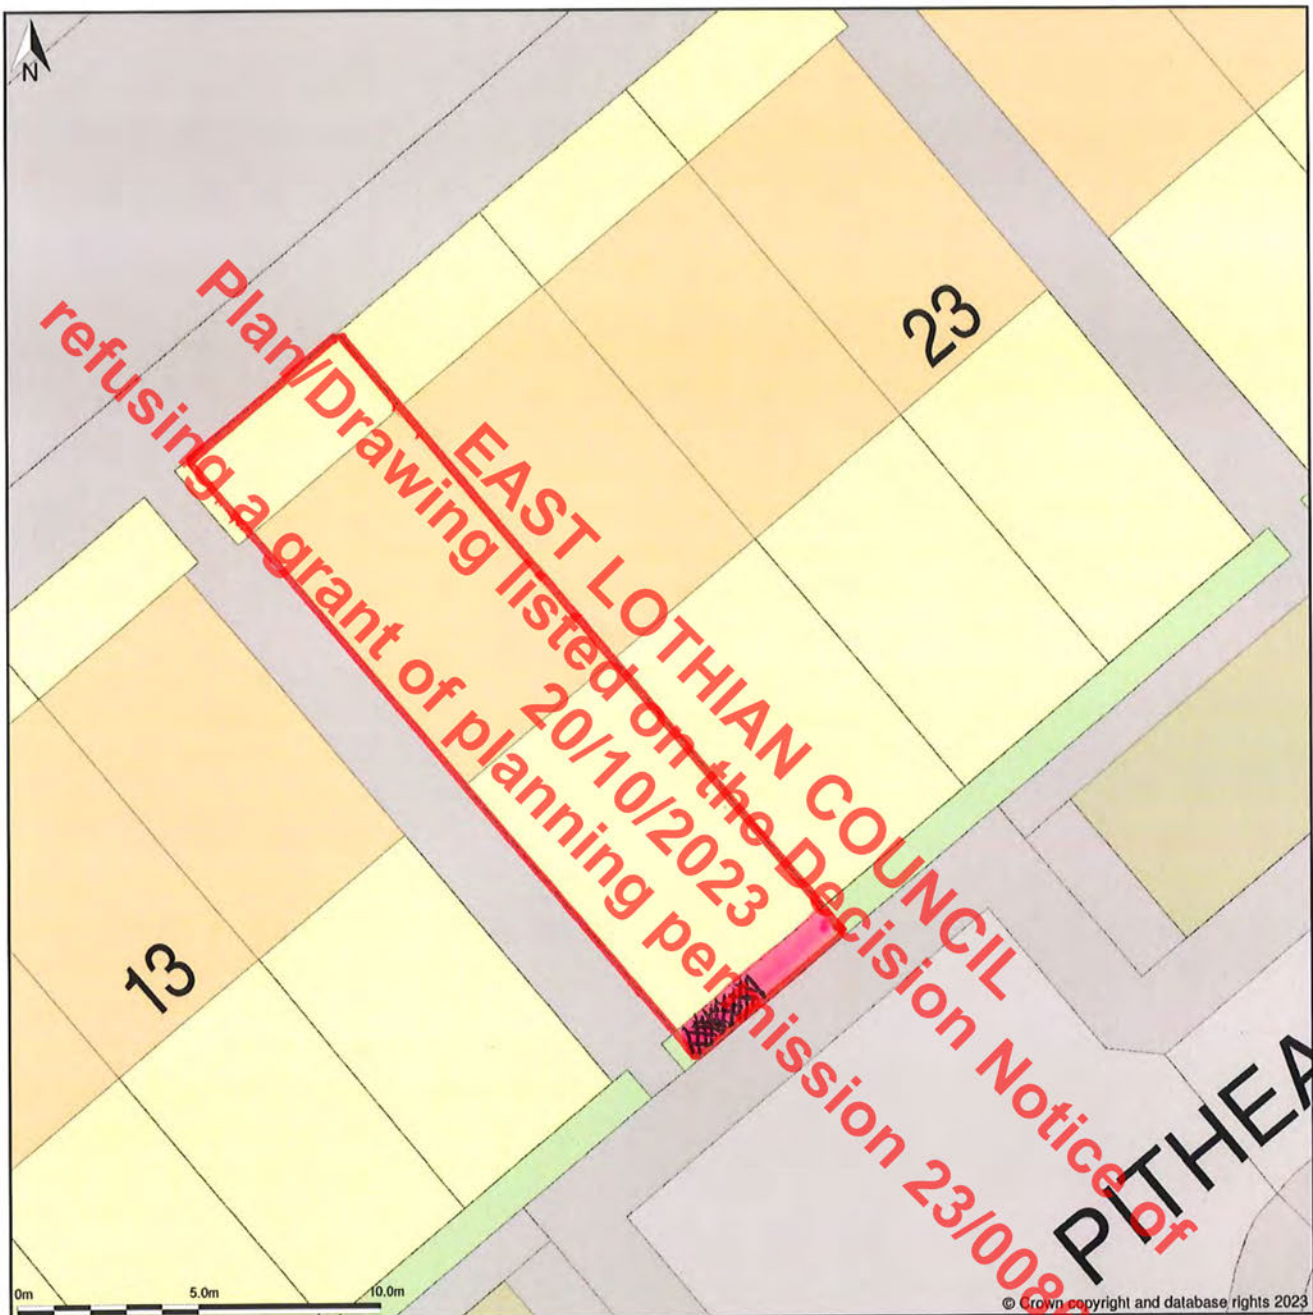 N
23
EAST LOTHIAN COUNCIL
Plan/Drawing listed on the Decision Notice of
20/10/2023
refusing a grant of planning permission 23/008
13
PITHEA
0m 5.0m 10.0m
© Crown copyright and database rights 2023